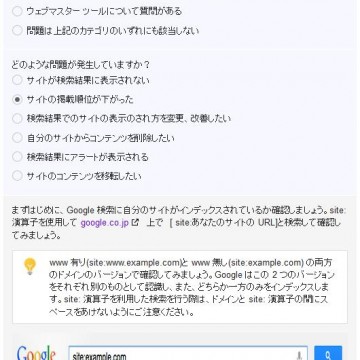 ウェブマスター ツールについて質問がある
問題は上記のカテゴリのいずれにも該当しない
どのような問題が発生していますか？
サイトが検索結果に表示されない
サイトの掲載順位が下がった
検索結果でのサイトの表示のされ方を変更、改善したい
自分のサイトからコンテンツを削除したい
検索結果にアラートが表示される
サイトのコンテンツを移転したい
まずはじめに、Google 検索に自分のサイトがインデックスされているか確認しましょう。site:
演算子を使用して google.co.jp 上で [ site:あなたのサイトの URL]と検索して確認し
てみましょう。
www 有り(site:www.example.com)と www 無し(site:example.com) の両方
のドメインのバージョンで確認してみましょう。Google はこの 2 つのバージョン
をそれぞれ別のものとして認識し、また、どちらか一方のみをインデックスしま
す。site: 演算子を利用した検索を行う際は、ドメインと site: 演算子の間にス
ペースをあけないようにご注意ください。
Google site:example.com